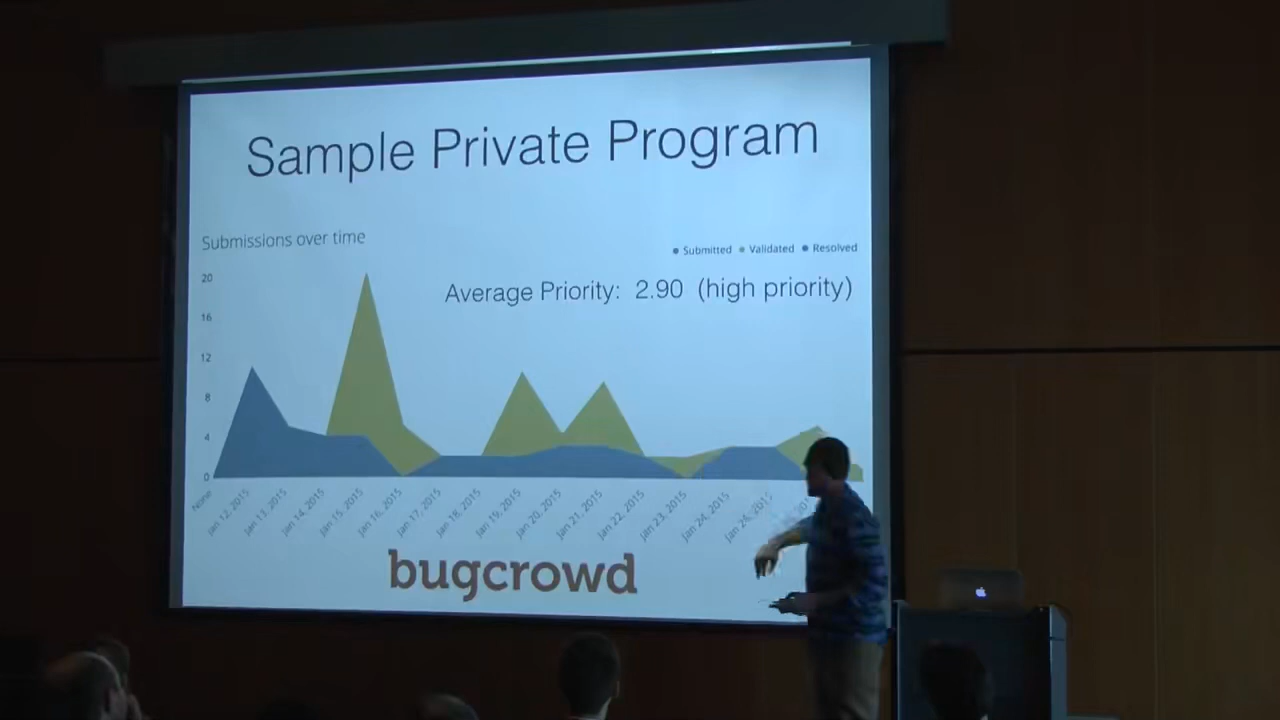 Sample Private Program
Submissions over time
Submitted Validated Resolved
Average Priority: 2.90 (high priority)
20
16
12
8
4
0
None
Jan 12, 2015
Jan 13, 2015
Jan 14, 2015
Jan 15, 2015
Jan 16, 2015
Jan 17, 2015
Jan 18, 2015
Jan 19, 2015
Jan 20, 2015
Jan 21, 2015
Jan 22, 2015
Jan 23, 2015
Jan 24, 2015
bugcrowd